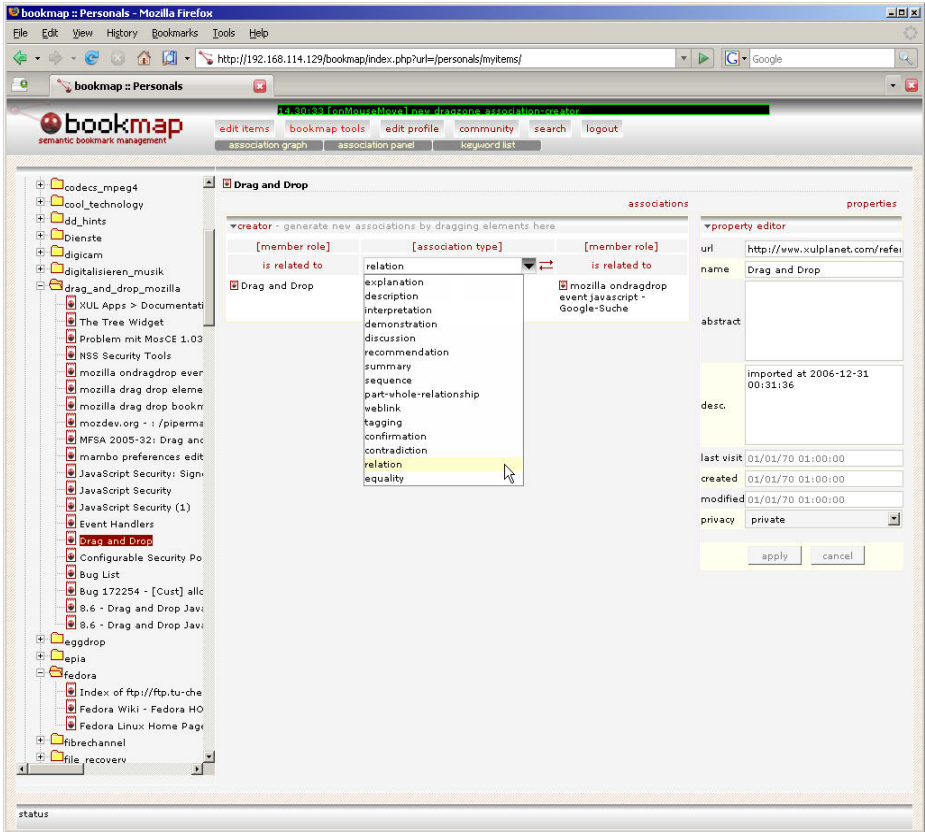 bookmap :: Personals - Mozilla Firefox
File Edit View History Bookmarks Tools Help
http://192.168.114.129/bookmap/index.php?url=/personals/myitems/
G Google
bookmap :: Personals
14.30:33 [onMouseMove] new dragzone association-creator
bookmap
semantic bookmark management
edit items bookmap tools edit profile community search logout
association graph association panel keyword list
codecs_mpeg4
cool_technology
dd_hints
Dienste
digicam
digitalisieren_musik
drag_and_drop_mozilla
XUL Apps > Documentati
The Tree Widget
Problem mit MosCE 1.03
NSS Security Tools
mozilla ondragdrop ever
mozilla drag drop eleme
mozilla drag drop bookm
mozdev.org - : /piperma
MFSA 2005-32: Drag and
mambo preferences edit
JavaScript Security: Sign
JavaScript Security
JavaScript Security (1)
Event Handlers
Drag and Drop
Configurable Security Po
Bug List
Bug 172254 - [Cust] allo
8.6 - Drag and Drop Java
8.6 - Drag and Drop Java
eggdrop
epia
fedora
Index of ftp://ftp.tu-che
Fedora Wiki - Fedora HO
Fedora Linux Home Page
fibrechannel
file_recovery
Drag and Drop
associations
creator - generate new associations by dragging elements here
[member role] [association type] [member role]
is related to relation is related to
Drag and Drop
mozilla ondragdrop
event javascript -
Google-Suche
explanation
description
interpretation
demonstration
discussion
recommendation
summary
sequence
part-whole-relationship
weblink
tagging
confirmation
contradiction
relation
equality
properties
property editor
url http://www.xulplanet.com/refer
name Drag and Drop
abstract
desc. imported at 2006-12-31
00:31:36
last visit 01/01/70 01:00:00
created 01/01/70 01:00:00
modified 01/01/70 01:00:00
privacy private
apply cancel
status